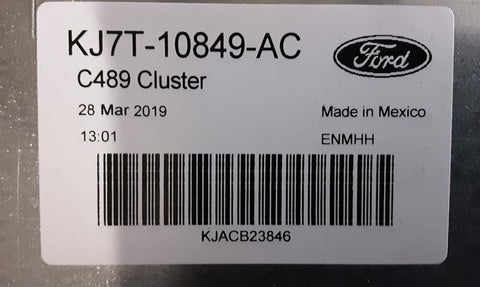 KJ7T-10849-AC
Ford
C489 Cluster
28 Mar 2019
Made in Mexico
13:01
ENMHH
KJACB23846